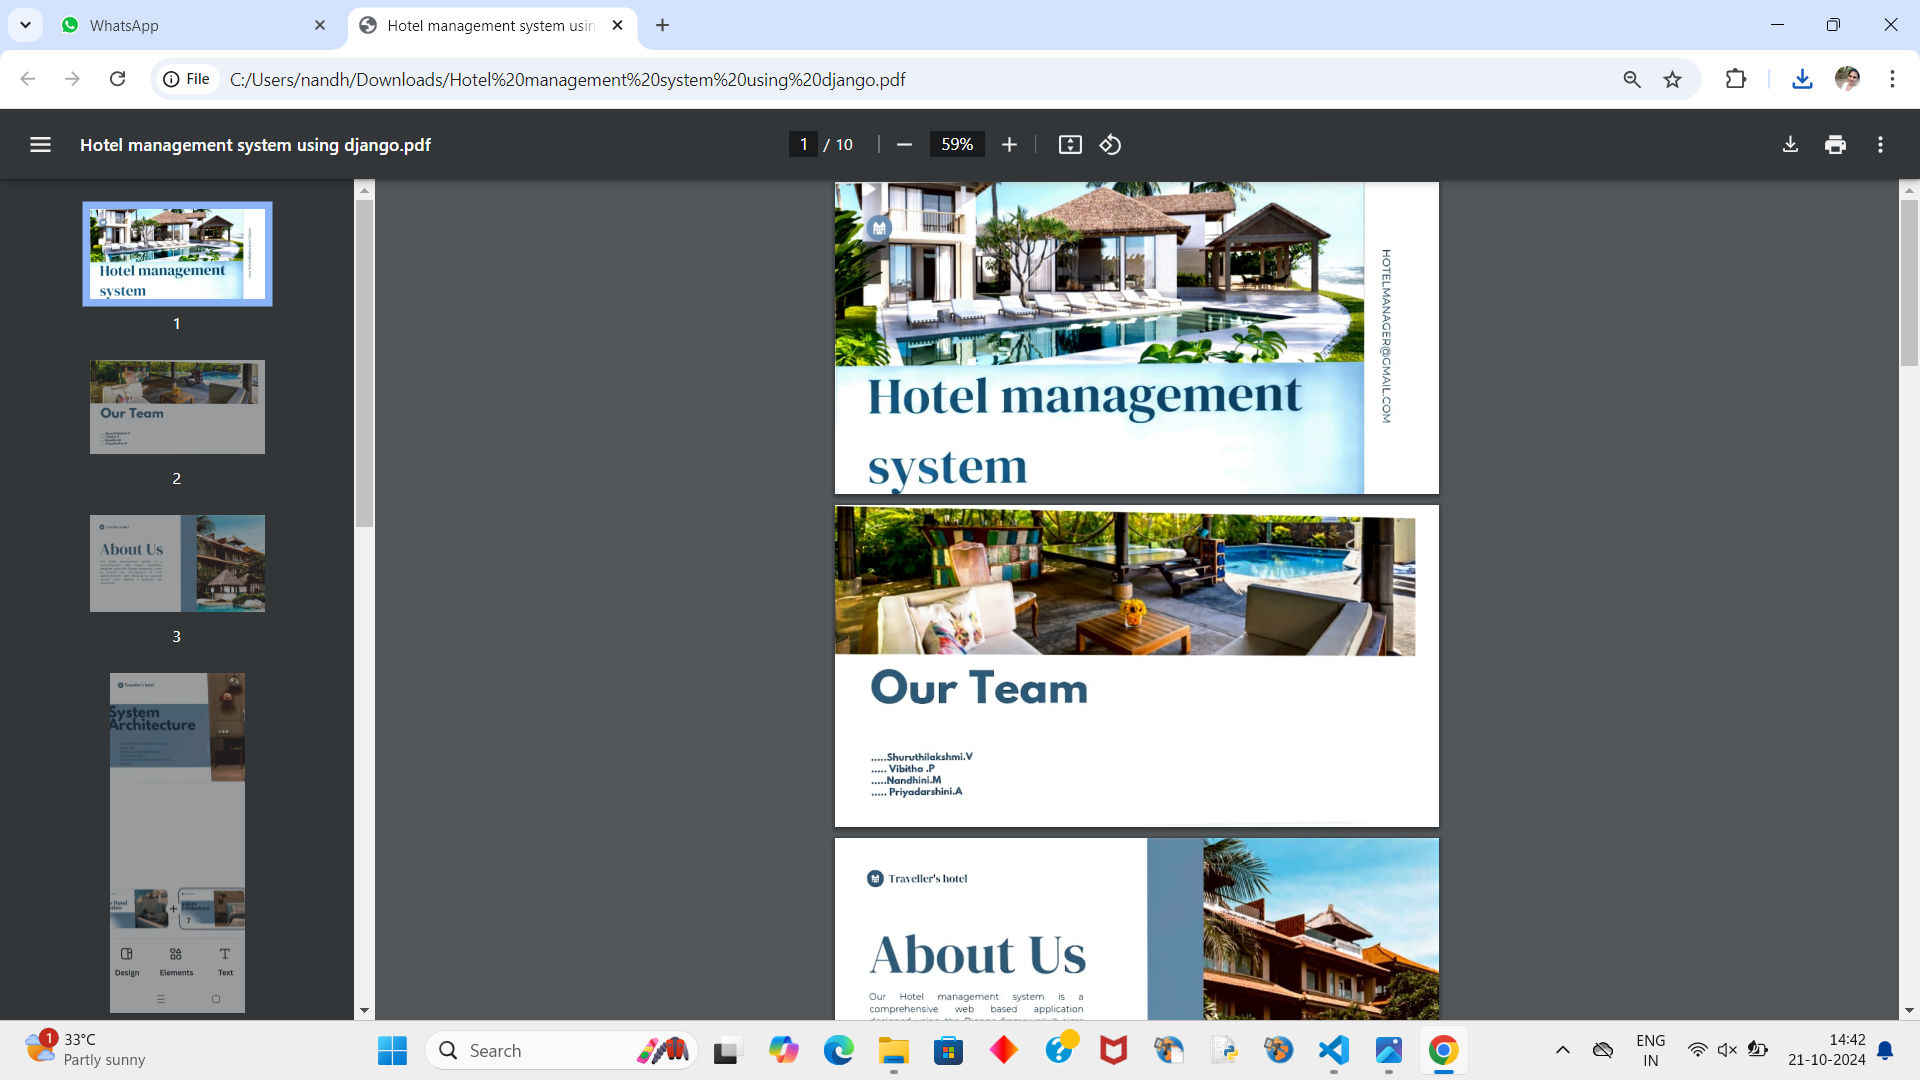 WhatsApp
Hotel management system usin
File
C:/Users/nandh/Downloads/Hotel%20management%20system%20using%20django.pdf
Hotel management system using django.pdf
1 / 10
59%
Hotel management
system
1
Our Team
2
About Us
3
Traveller's hotel
System
Architecture
Design
Elements
Text
HOTELMANAGER@GMAIL.COM
Hotel management
system
Our Team
.....Shuruthilakshmi.V
..... Vibitha .P
.....Nandhini.M
..... Priyadarshini.A
Traveller's hotel
About Us
Our Hotel management system is a
comprehensive web based application
1
33°C
Partly sunny
Search
ENG
IN
14:42
21-10-2024